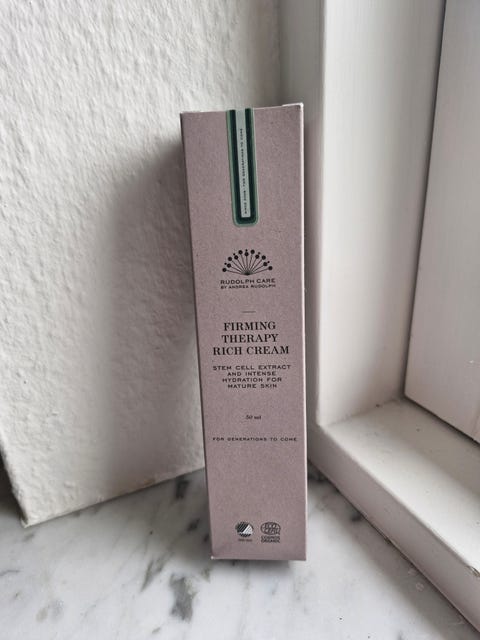 RUDOLPH CARE
BY ANDREA RUDOLPH
FIRMING
THERAPY
RICH CREAM
STEM CELL EXTRACT
AND INTENSE
HYDRATION FOR
MATURE SKIN
50 ml
FOR GENERATIONS TO COME
COSMOS
ORGANIC